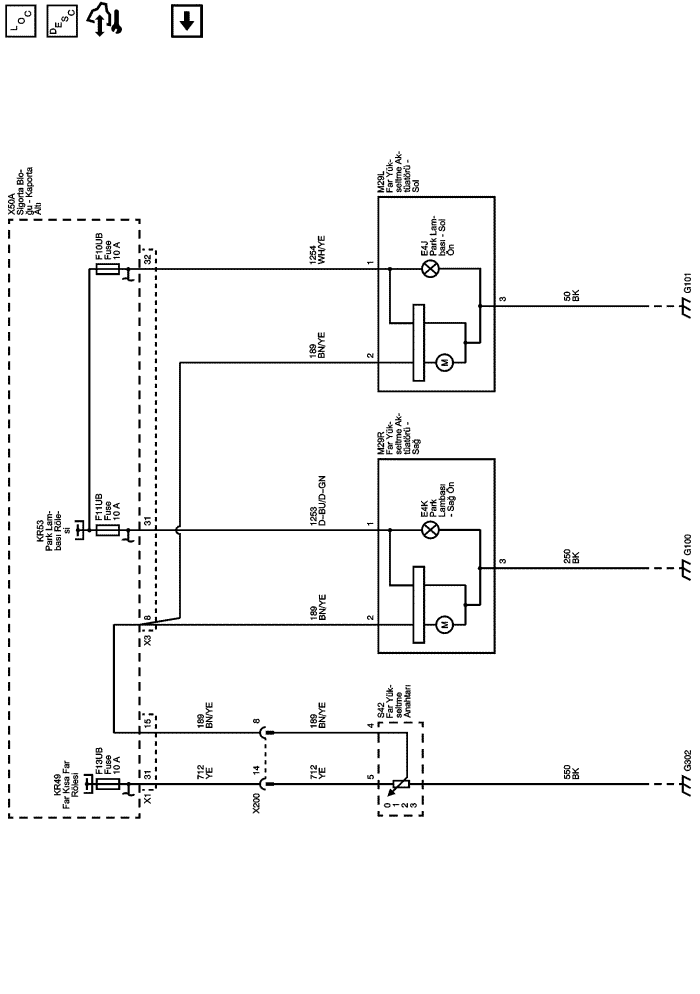 LOC
DESC
X50A
Sigorta Blo-
ğu - Kaporta
Altı
KR49
Far Kısa Far
Rölesi
F13UB
Fuse
10 A
KR53
Park Lam-
bası Röle-
si
F11UB
Fuse
10 A
F10UB
Fuse
10 A
31
X1
15
8
X3
31
32
712
YE
189
BN/YE
14
X200
8
712
YE
189
BN/YE
189
BN/YE
1253
D-BU/D-GN
189
BN/YE
1254
WH/YE
5
4
S42
Far Yük-
seltme
Anahtarı
0
1
2
3
2
1
M29R
Far Yük-
seltme Ak-
tüatörü -
Sağ
E4K
Park
Lambası
- Sağ Ön
M
3
2
1
M29L
Far Yük-
seltme Ak-
tüatörü -
Sol
E4J
Park Lam-
bası - Sol
Ön
M
3
550
BK
G302
250
BK
G100
50
BK
G101